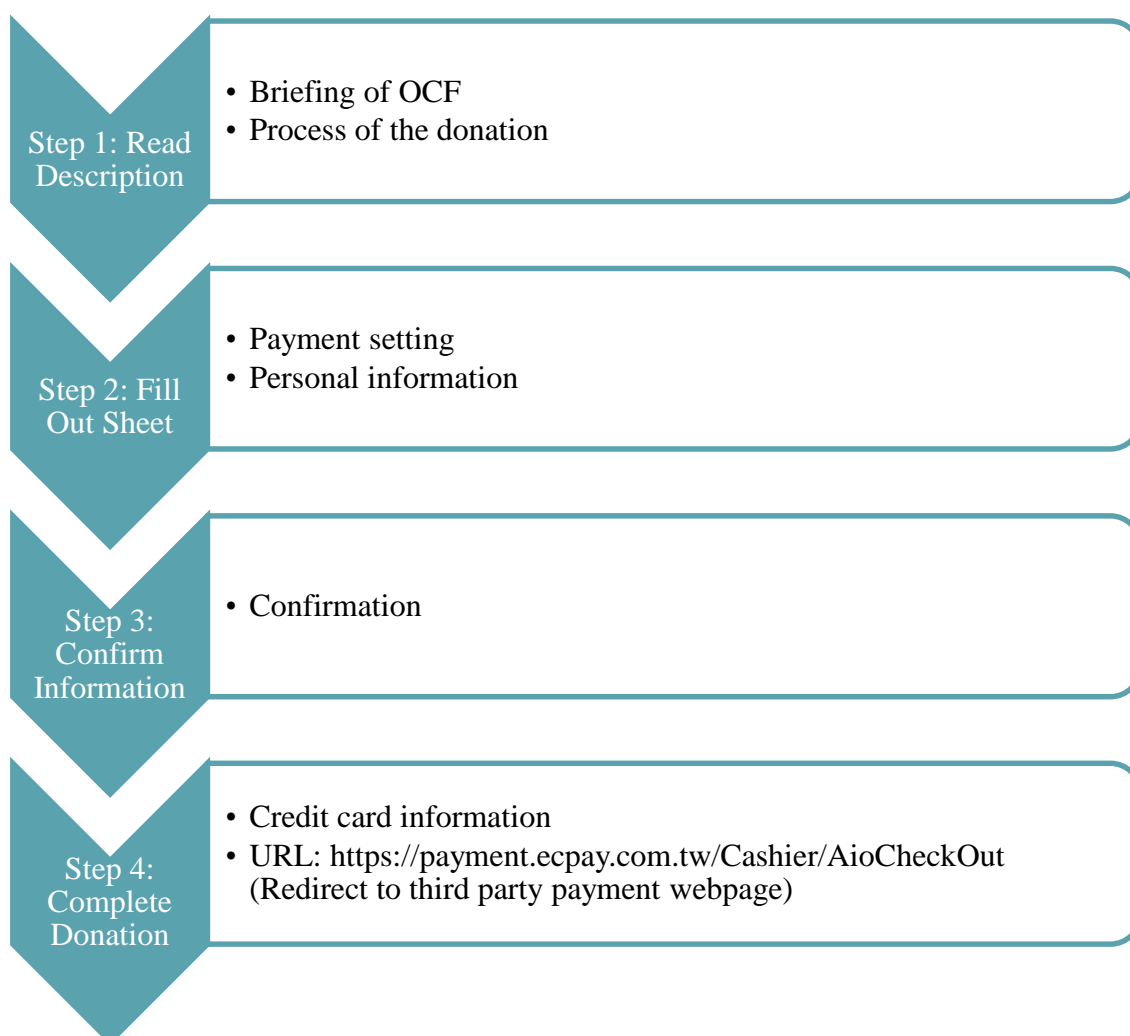 Step 1: Read
Description
• Briefing of OCF
• Process of the donation
Step 2: Fill
Out Sheet
• Payment setting
• Personal information
Step 3:
Confirm
Information
• Confirmation
Step 4:
Complete
Donation
• Credit card information
• URL: https://payment.ecpay.com.tw/Cashier/AioCheckOut
(Redirect to third party payment webpage)